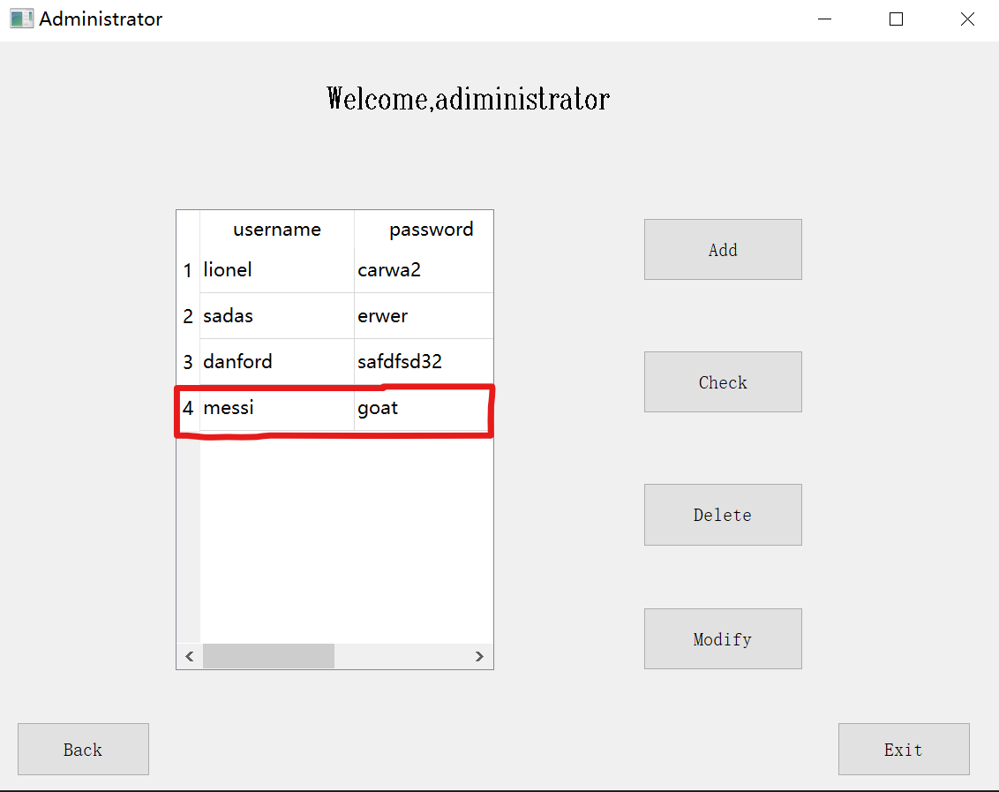 Administrator
Welcome,adiministrator
username password
1 lionel carwa2
2 sadas erwer
3 danford safdfsd32
4 messi goat
Add
Check
Delete
Modify
Back
Exit